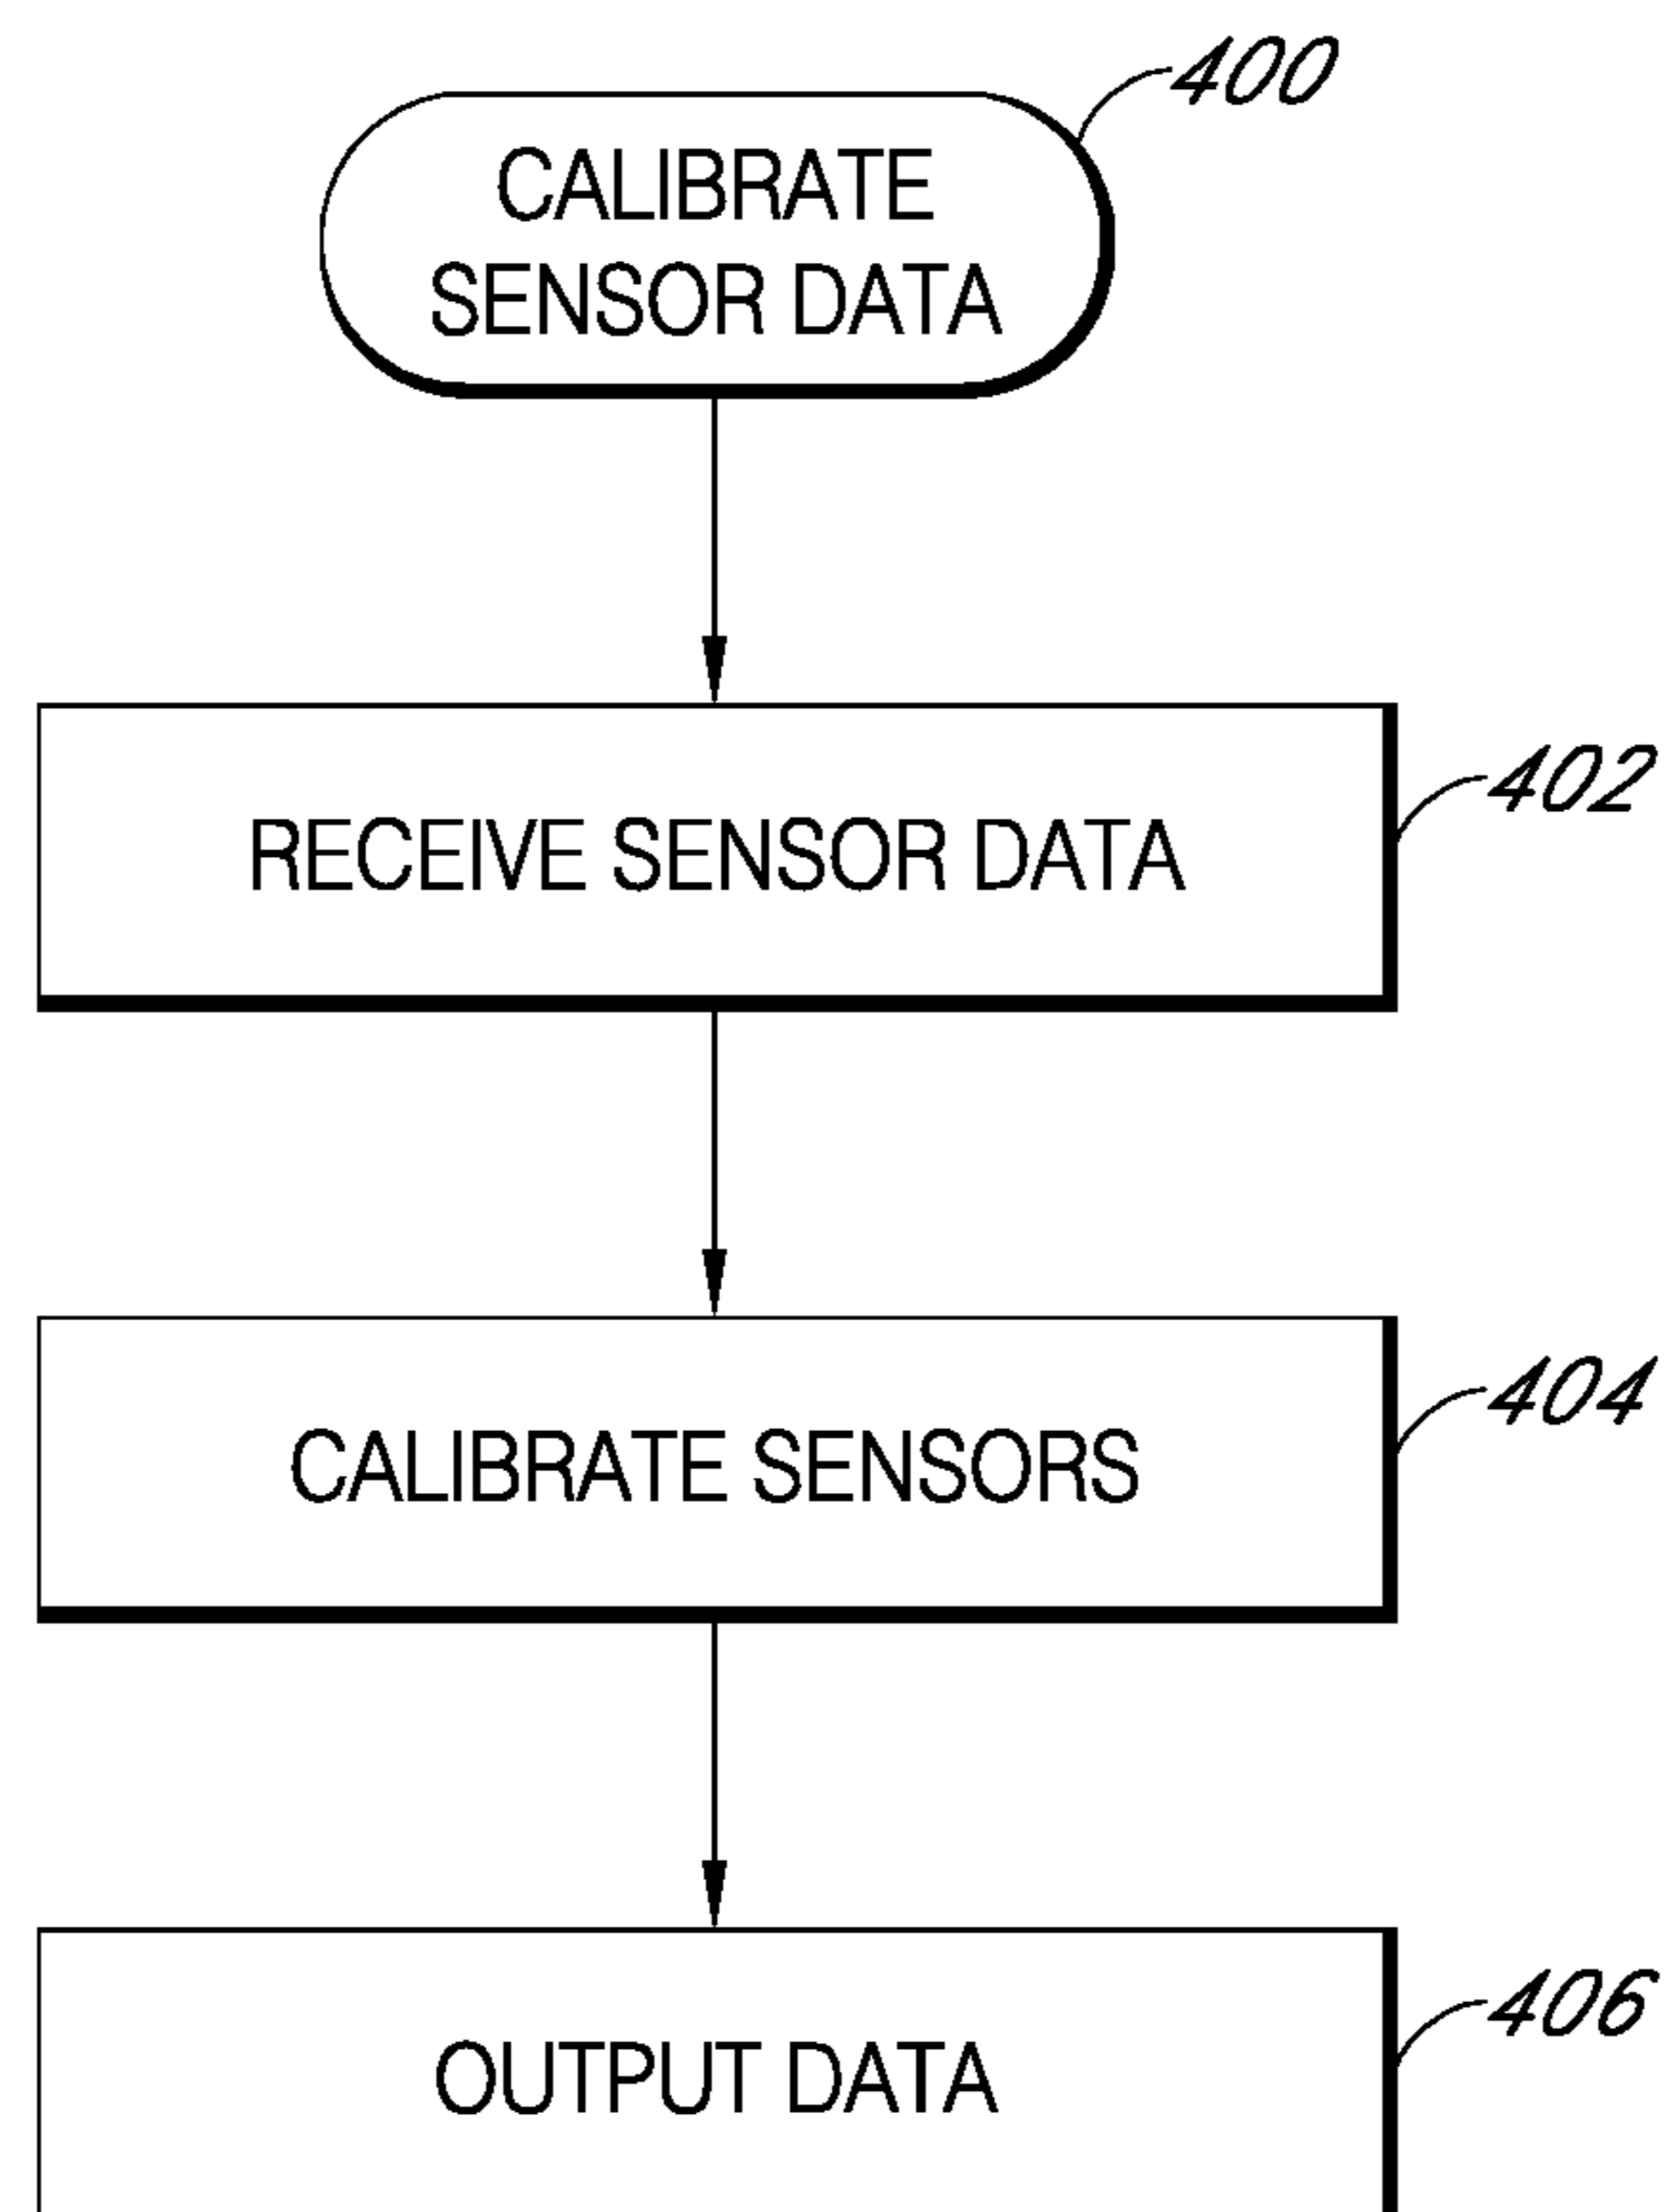 400
CALIBRATE
SENSOR DATA
402
RECEIVE SENSOR DATA
404
CALIBRATE SENSORS
406
OUTPUT DATA